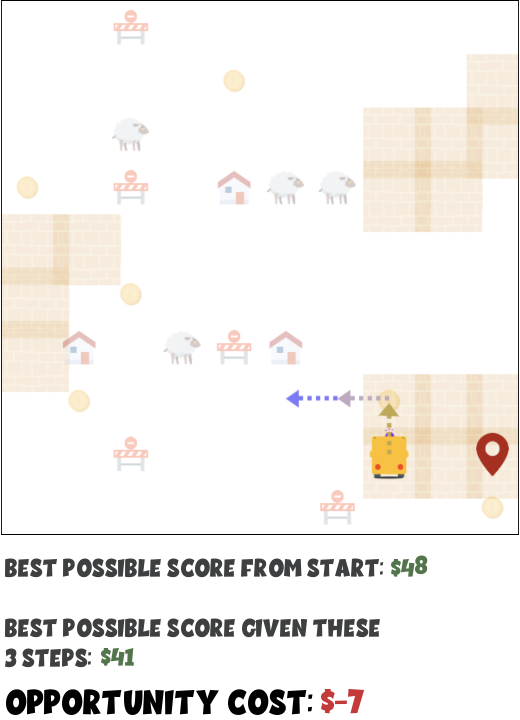 BEST POSSIBLE SCORE FROM START: $48
BEST POSSIBLE SCORE GIVEN THESE
3 STEPS: $41
OPPORTUNITY COST: $-7